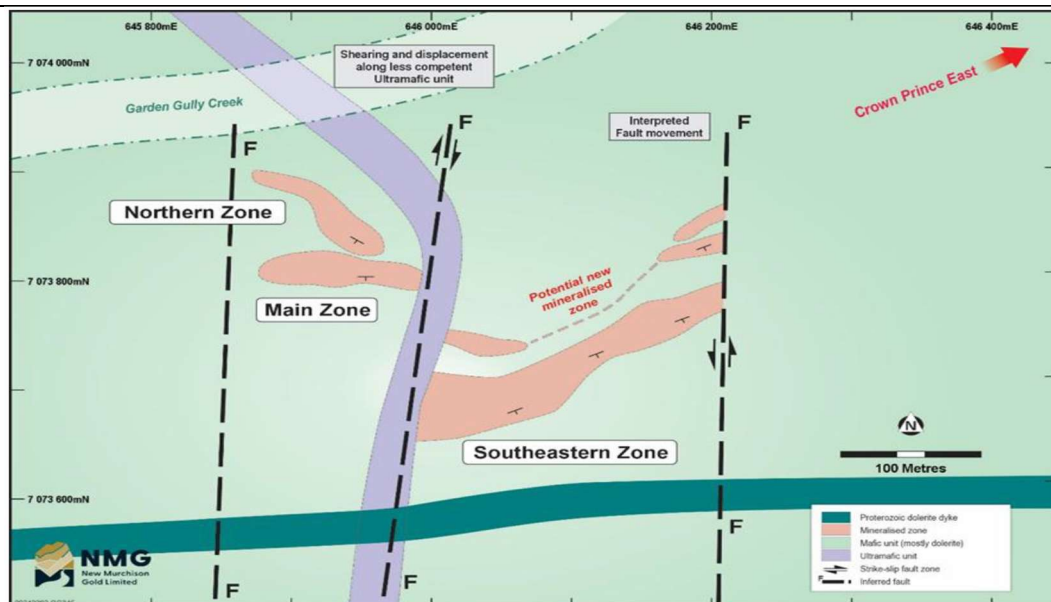 645 800mE
646 000mE
646 200mE
646 400mE
7 074 000mN
Shearing and displacement
along less competent
Ultramafic unit
Crown Prince East
Garden Gully Creek
Interpreted
Fault movement
F
F
F
Northern Zone
7 073 800mN
Potential new
mineralised
zone
Main Zone
Southeastern Zone
N
100 Metres
7 073 600mN
F
Proterozoic dolerite dyke
Mineralised zone
Mafic unit (mostly dolerite)
Ultramafic unit
Strike-slip fault zone
F Inferred fault
NMG
New Murchison
Gold Limited
F
F